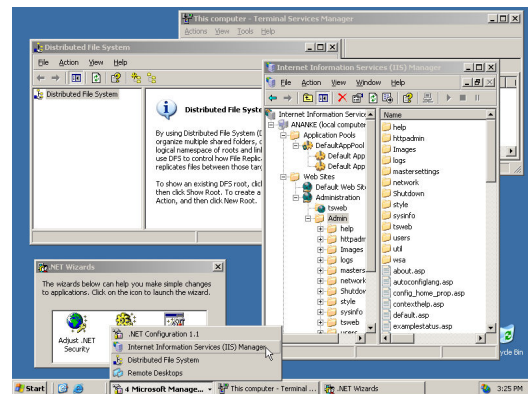 This computer - Terminal Services Manager
Actions View Tools Help
Distributed File System
File Action View Help
Distributed File System
Distributed File Syste
By using Distributed File System (D
organize multiple shared folders, c
logical namespace of roots and lin
use DFS to control how File Replic
replicates files between those targ
To show an existing DFS root, clic
then click Show Root. To create a
Action, and then click New Root.
Internet Information Services (IIS) Manager
File Action View Window Help
Internet Information Service
ANANKE (local computer
Application Pools
DefaultAppPool
Default App
Default App
Web Sites
Default Web Sit
Administration
tsweb
Admin
help
httpadm
Images
logs
masters
network
Shutdow
style
sysinfo
tsweb
users
Name
help
httpadmin
Images
logs
mastersettings
network
Shutdown
style
sysinfo
tsweb
users
util
wsa
about.asp
autoconfiglang.asp
config_home_prop.asp
contexthelp.asp
default.asp
examplestatus.asp
.NET Wizards
The wizards below can help you make simple changes
to applications. Click on the icon to launch the wizard.
Adjust .NET
Security
.NET Configuration 1.1
Internet Information Services (IIS) Manager
Distributed File System
Remote Desktops
ycle Bin
Start
4 Microsoft Manage...
This computer - Terminal ...
.NET Wizards
3:25 PM